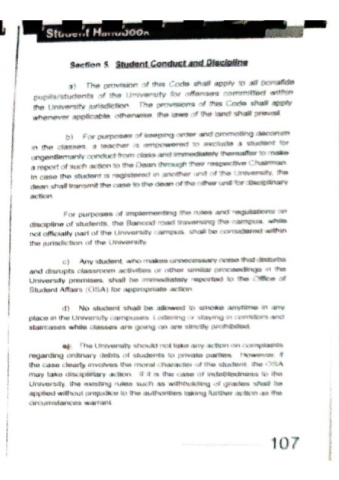 Student Handbook
Section 5. Student Conduct and Discipline
a) The provision of this Code shall apply to all bonafide
pupils/students of the University for offenses committed within
the University jurisdiction. The provisions of this Code shall apply
whenever applicable, otherwise, the laws of the land shall prevail.
b) For purposes of keeping order and promoting decorum
in the classes, a teacher is empowered to exclude a student for
ungentlemanly conduct from class and immediately thereafter to make
a report of such action to the Dean through their respective Chairman.
In case the student is registered in another unit of the University, the
dean shall transmit the case to the dean of the other unit for disciplinary
action.
For purposes of implementing the rules and regulations on
discipline of students, the Bancod road traversing the campus, while
not officially part of the University campus, shall be considered within
the jurisdiction of the University.
c) Any student, who makes unnecessary noise that disturbs
and disrupts classroom activities or other similar proceedings in the
University premises, shall be immediately reported to the Office of
Student Affairs (OSA) for appropriate action.
d) No student shall be allowed to smoke anytime in any
place in the University campuses. Loitering or staying in corridors and
staircases while classes are going on are strictly prohibited.
e) The University should not take any action on complaints
regarding ordinary debts of students to private parties. However, if
the case clearly involves the moral character of the student, the OSA
may take disciplinary action. If it is the case of indebtedness to the
University, the existing rules such as withholding of grades shall be
applied without prejudice to the authorities taking further action as the
circumstances warrant.
107